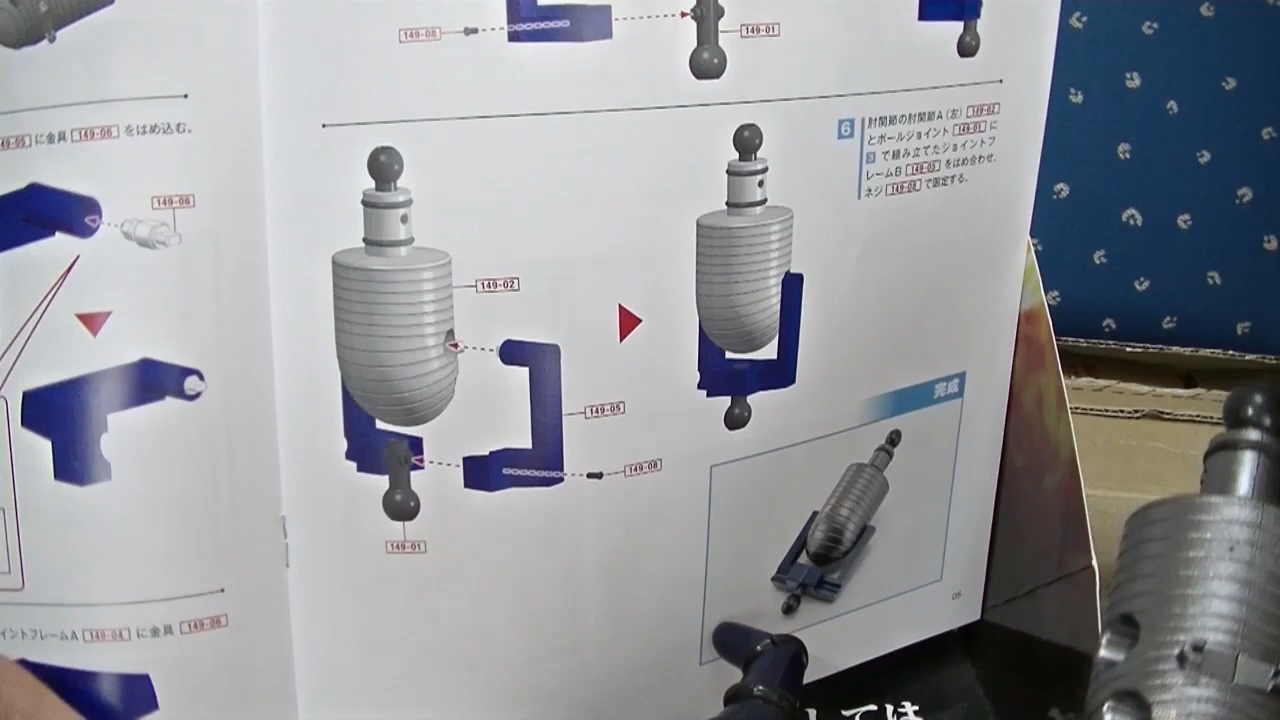 149-08
149-01
149-05 に金具 149-06 をはめ込む。
149-06
6
肘関節の肘関節A(左) 149-02
とボールジョイント 149-01 に
3 で組み立てたジョイントフ
レームB 149-05 をはめ合わせ、
ネジ 149-08 で固定する。
149-02
149-05
149-08
149-01
完成
05
イントフレームA 149-04 に金具 149-06
しては